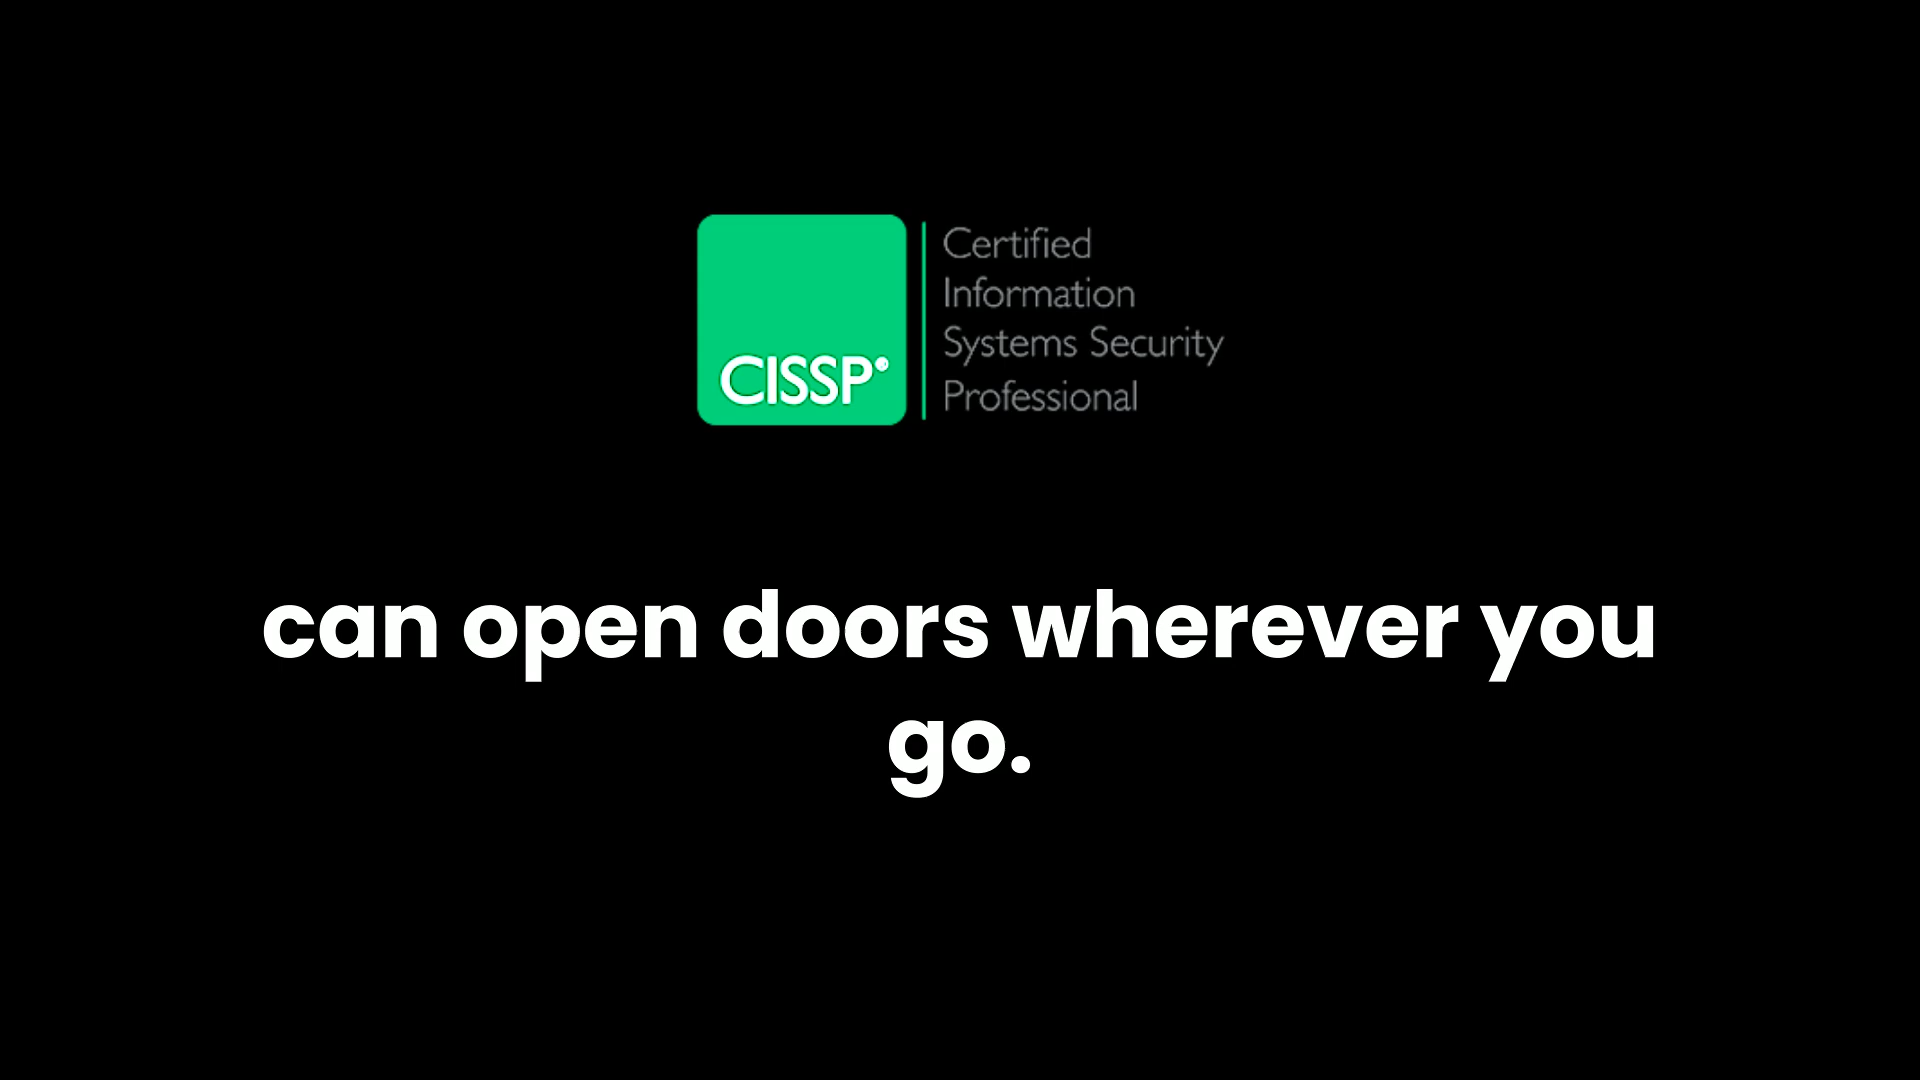 CISSP®
Certified
Information
Systems Security
Professional
can open doors wherever you
go.